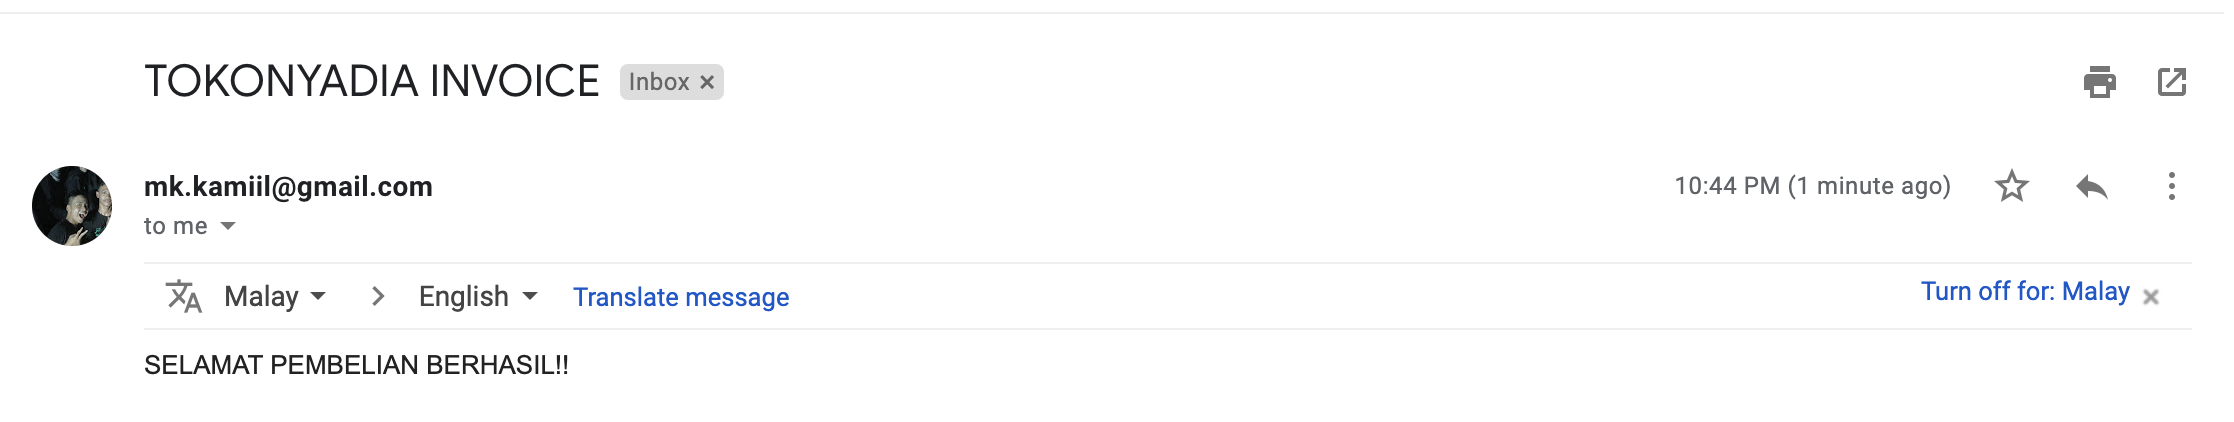 TOKONYADIA INVOICE Inbox ×
mk.kamiil@gmail.com 10:44 PM (1 minute ago)
to me
Malay > English Translate message Turn off for: Malay ×
SELAMAT PEMBELIAN BERHASIL!!